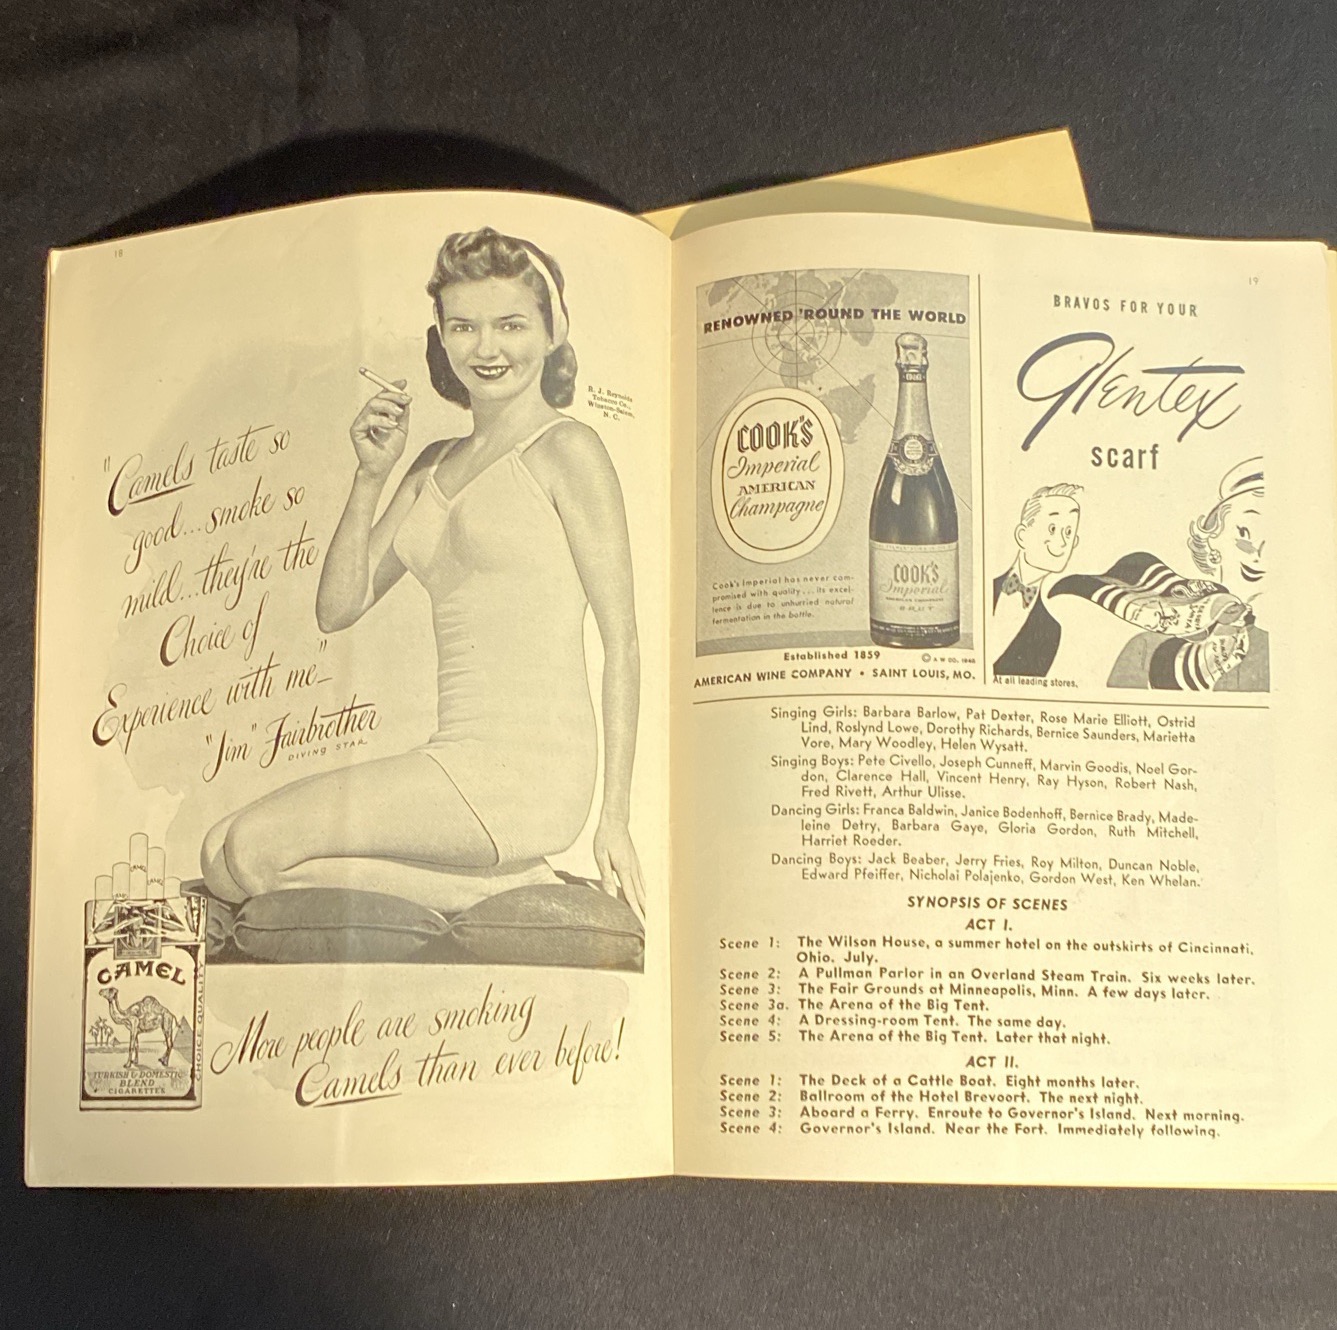 18
R. J. Reynolds
Tobacco Co.,
Winston-Salem,
N. C.
"Camels taste so
good...smoke so
mild...they're the
Choice of
Experience with me"—
"Jim" Fairbrother
DIVING STAR
CAMEL
CAMEL
TURKISH & DOMESTIC
BLEND
CIGARETTES
CHOICE QUALITY
More people are smoking
Camels than ever before!
19
RENOWNED 'ROUND THE WORLD
COOK'S
Imperial
AMERICAN
Champagne
Cook's Imperial has never com-
promised with quality...its excel-
lence is due to unhurried natural
fermentation in the bottle.
COOK'S
Imperial
Established 1859
© A W CO. 1948
AMERICAN WINE COMPANY • SAINT LOUIS, MO.
BRAVOS FOR YOUR
Glentex
scarf
At all leading stores.
Singing Girls: Barbara Barlow, Pat Dexter, Rose Marie Elliott, Ostrid
Lind, Roslynd Lowe, Dorothy Richards, Bernice Saunders, Marietta
Vore, Mary Woodley, Helen Wysatt.
Singing Boys: Pete Civello, Joseph Cunneff, Marvin Goodis, Noel Gor-
don, Clarence Hall, Vincent Henry, Ray Hyson, Robert Nash,
Fred Rivett, Arthur Ulisse.
Dancing Girls: Franca Baldwin, Janice Bodenhoff, Bernice Brady, Made-
leine Detry, Barbara Gaye, Gloria Gordon, Ruth Mitchell,
Harriet Roeder.
Dancing Boys: Jack Beaber, Jerry Fries, Roy Milton, Duncan Noble,
Edward Pfeiffer, Nicholai Polajenko, Gordon West, Ken Whelan.
SYNOPSIS OF SCENES
ACT I.
Scene 1: The Wilson House, a summer hotel on the outskirts of Cincinnati,
Ohio. July.
Scene 2: A Pullman Parlor in an Overland Steam Train. Six weeks later.
Scene 3: The Fair Grounds at Minneapolis, Minn. A few days later.
Scene 3a. The Arena of the Big Tent.
Scene 4: A Dressing-room Tent. The same day.
Scene 5: The Arena of the Big Tent. Later that night.
ACT II.
Scene 1: The Deck of a Cattle Boat. Eight months later.
Scene 2: Ballroom of the Hotel Brevoort. The next night.
Scene 3: Aboard a Ferry. Enroute to Governor's Island. Next morning.
Scene 4: Governor's Island. Near the Fort. Immediately following.